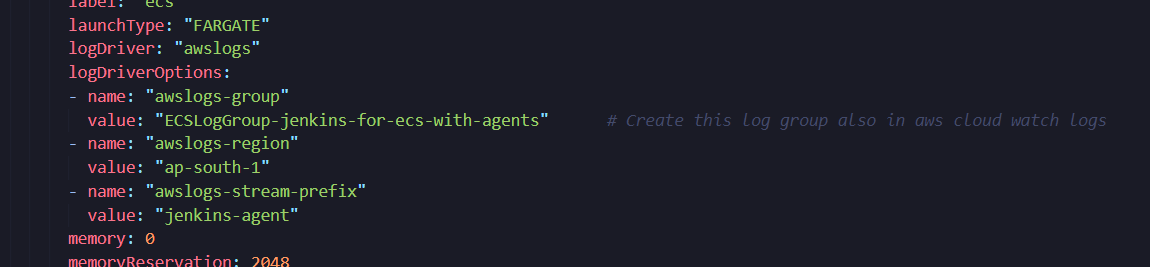 label: "ecs
launchType: "FARGATE"
logDriver: "awslogs"
logDriverOptions:
- name: "awslogs-group"
value: "ECSLogGroup-jenkins-for-ecs-with-agents" # Create this log group also in aws cloud watch logs
- name: "awslogs-region"
value: "ap-south-1"
- name: "awslogs-stream-prefix"
value: "jenkins-agent"
memory: 0
memoryReservation: 2048